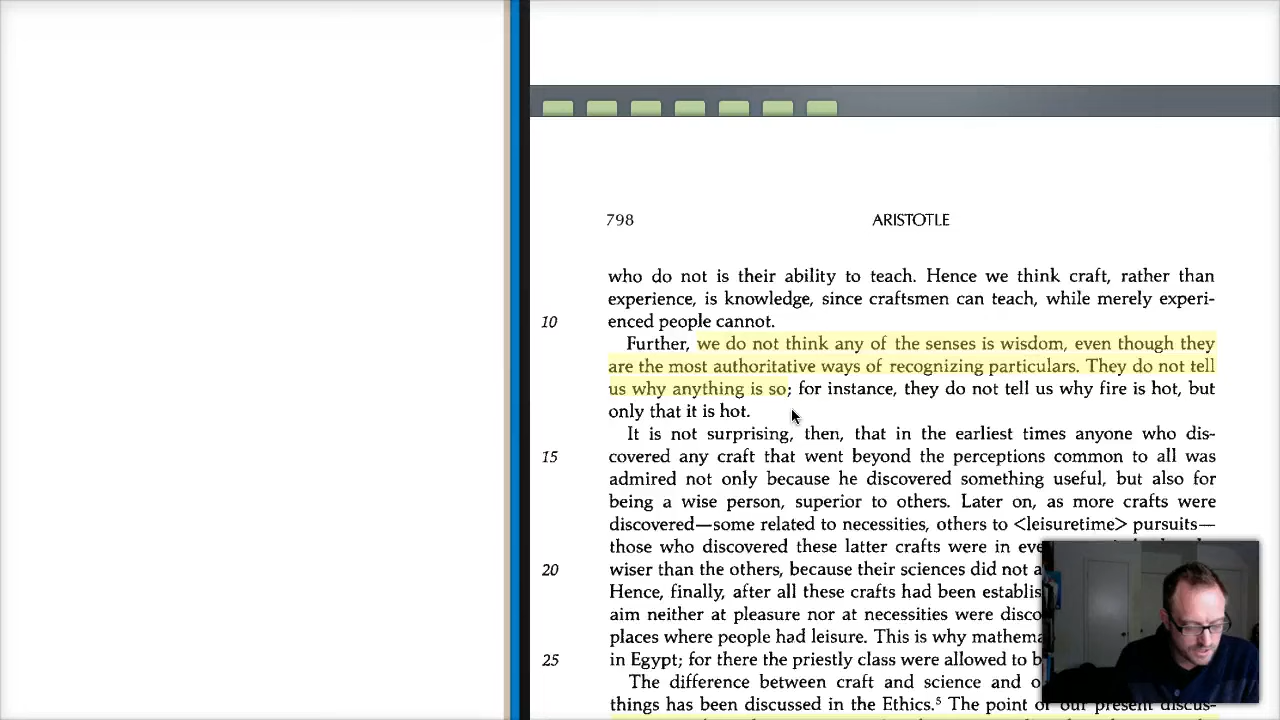 798 ARISTOTLE
who do not is their ability to teach. Hence we think craft, rather than
experience, is knowledge, since craftsmen can teach, while merely experi-
10 enced people cannot.
Further, we do not think any of the senses is wisdom, even though they
are the most authoritative ways of recognizing particulars. They do not tell
us why anything is so; for instance, they do not tell us why fire is hot, but
only that it is hot.
It is not surprising, then, that in the earliest times anyone who dis-
15 covered any craft that went beyond the perceptions common to all was
admired not only because he discovered something useful, but also for
being a wise person, superior to others. Later on, as more crafts were
discovered—some related to necessities, others to <leisuretime> pursuits—
those who discovered these latter crafts were in
20 wiser than the others, because their sciences did not
Hence, finally, after all these crafts had been
aim neither at pleasure nor at necessities were
places where people had leisure. This is why
25 in Egypt; for there the priestly class were allowed to
The difference between craft and science and
things has been discussed in the Ethics.⁵ The point of our present discus-